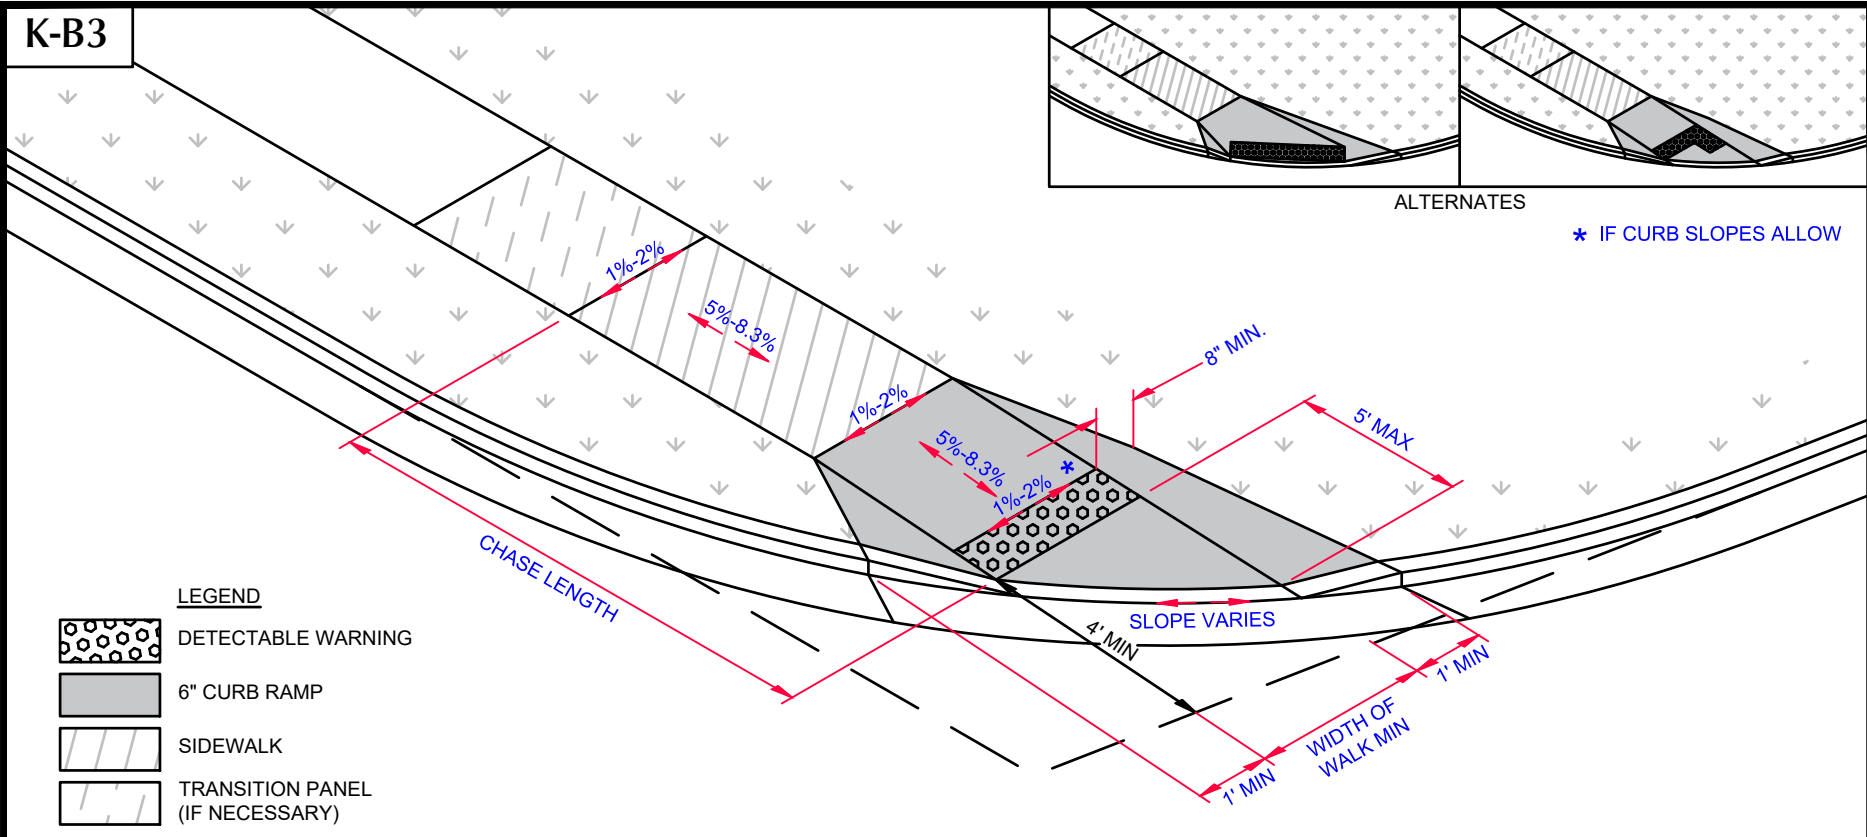 K-B3
ALTERNATES
* IF CURB SLOPES ALLOW
1%-2%
5%-8.3%
8" MIN.
1%-2%
5' MAX
5%-8.3%
1%-2% *
CHASE LENGTH
SLOPE VARIES
4' MIN
1' MIN
WIDTH OF
WALK MIN
1' MIN
LEGEND
DETECTABLE WARNING
6" CURB RAMP
SIDEWALK
TRANSITION PANEL
(IF NECESSARY)